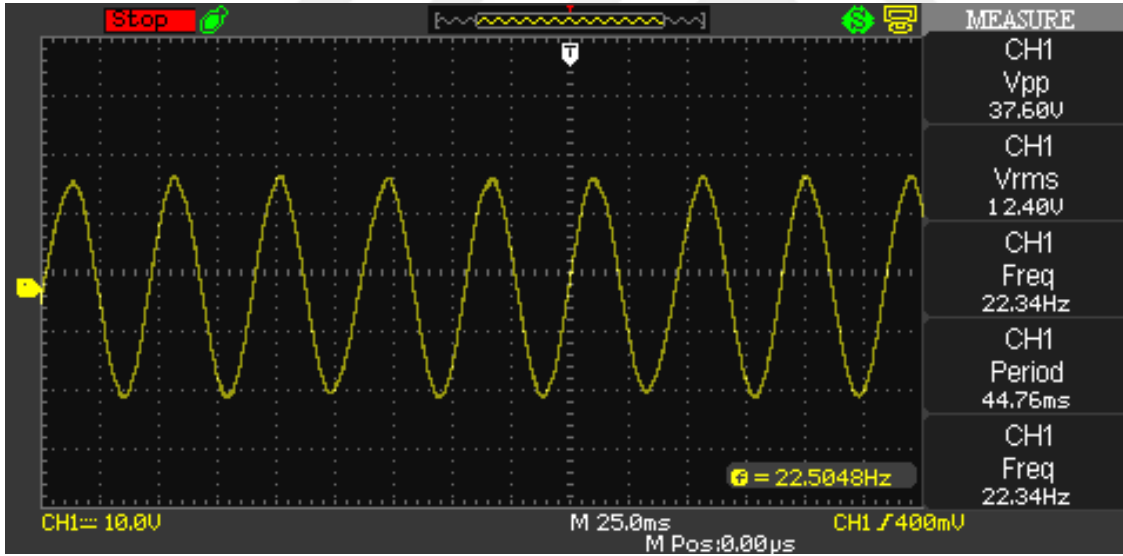 Stop
T
S
MEASURE
CH1
Vpp
37.60V
CH1
Vrms
12.40V
CH1
Freq
22.34Hz
CH1
Period
44.76ms
CH1
Freq
22.34Hz
f = 22.5048Hz
CH1 10.0V
M 25.0ms
CH1 400mV
M Pos:0.00µs